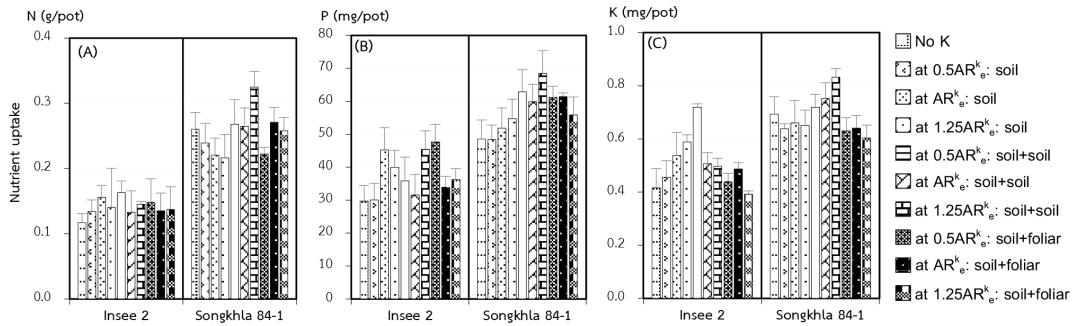 N (g/pot)
P (mg/pot)
K (mg/pot)
Nutrient uptake
0.4
0.3
0.2
0.1
0.0
(A)
Insee 2
Songkhla 84-1
80
70
60
50
40
30
20
10
0
(B)
Insee 2
Songkhla 84-1
1.0
0.8
0.6
0.4
0.2
0.0
(C)
Insee 2
Songkhla 84-1
No K
at 0.5ARᵏₑ: soil
at ARᵏₑ: soil
at 1.25ARᵏₑ: soil
at 0.5ARᵏₑ: soil+soil
at ARᵏₑ: soil+soil
at 1.25ARᵏₑ: soil+soil
at 0.5ARᵏₑ: soil+foliar
at ARᵏₑ: soil+foliar
at 1.25ARᵏₑ: soil+foliar